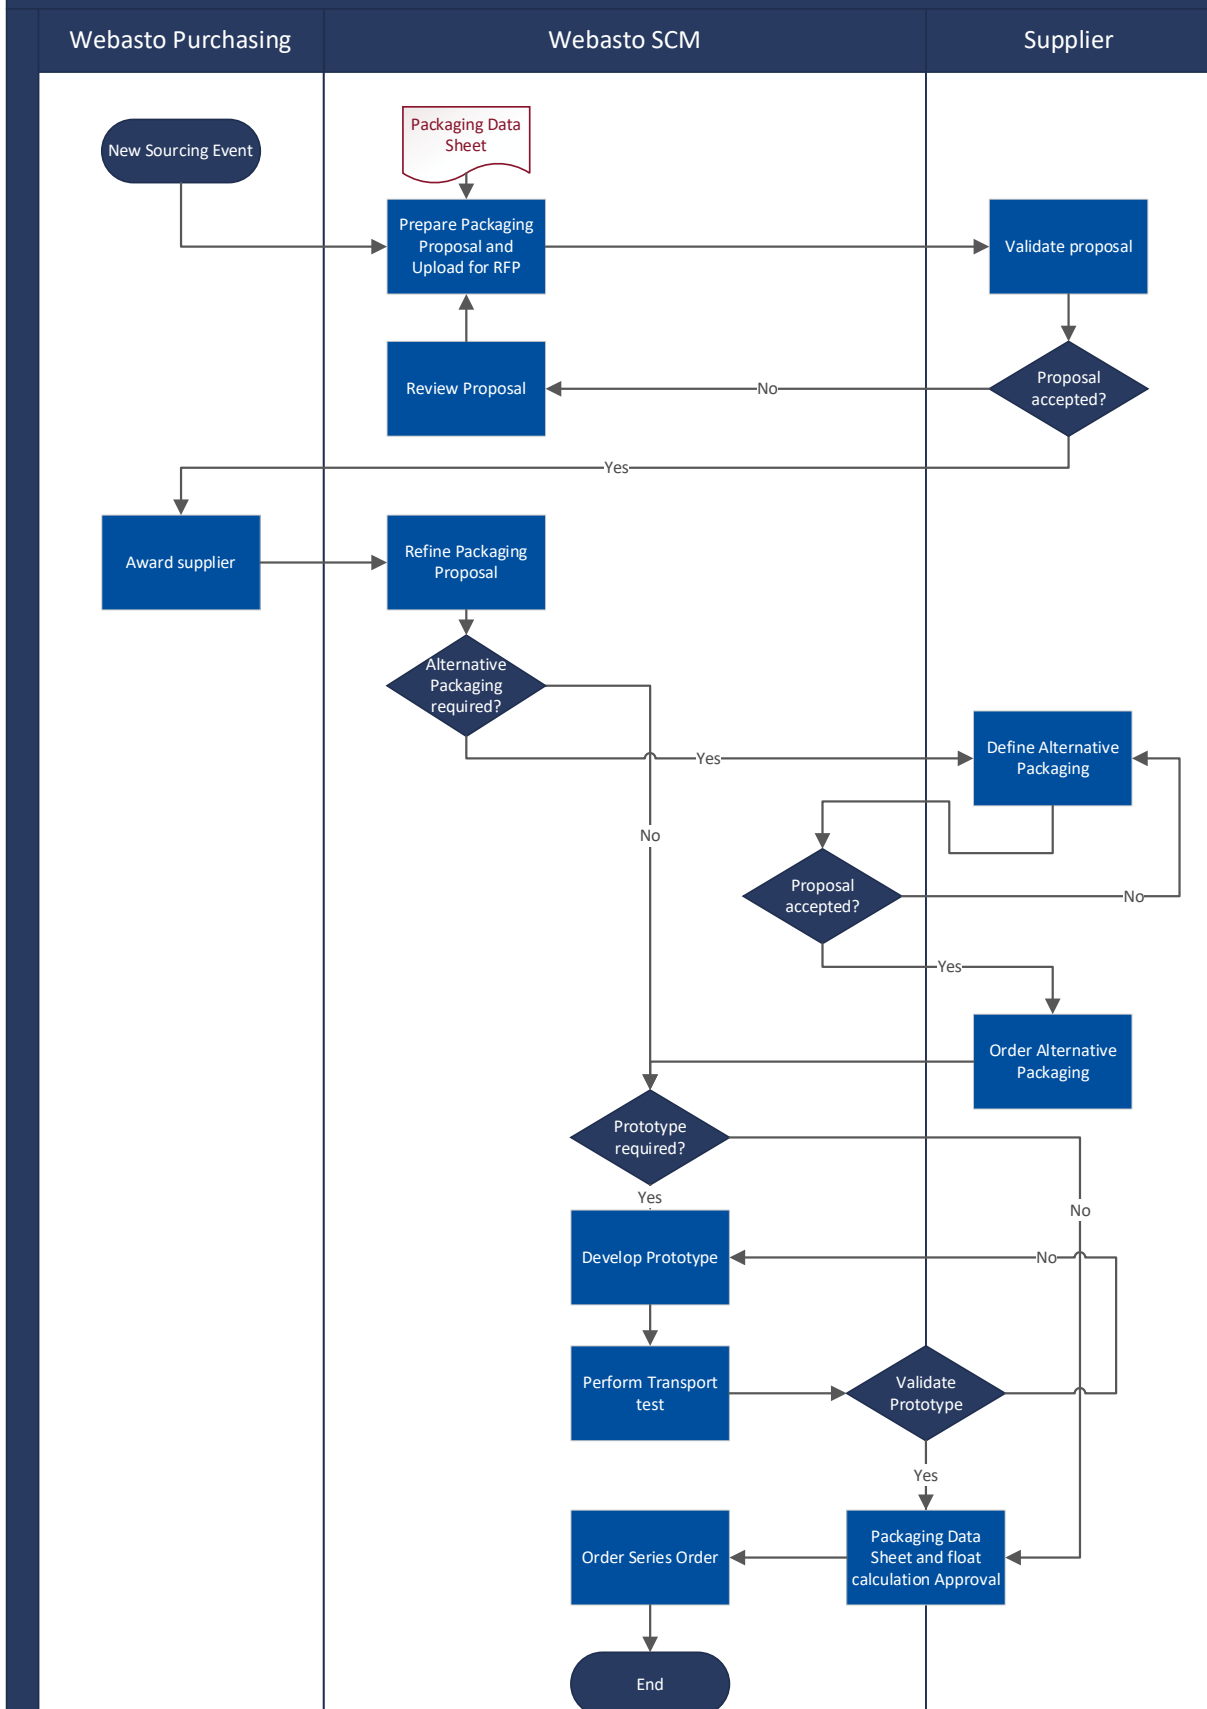 Webasto Purchasing
Webasto SCM
Supplier
Packaging Data
Sheet
New Sourcing Event
Prepare Packaging
Proposal and
Upload for RFP
Validate proposal
Review Proposal
No
Proposal
accepted?
Yes
Award supplier
Refine Packaging
Proposal
Alternative
Packaging
required?
Yes
Define Alternative
Packaging
No
Proposal
accepted?
No
Yes
Order Alternative
Packaging
Prototype
required?
Yes
No
Develop Prototype
No
Perform Transport
test
Validate
Prototype
Yes
Order Series Order
Packaging Data
Sheet and float
calculation Approval
End